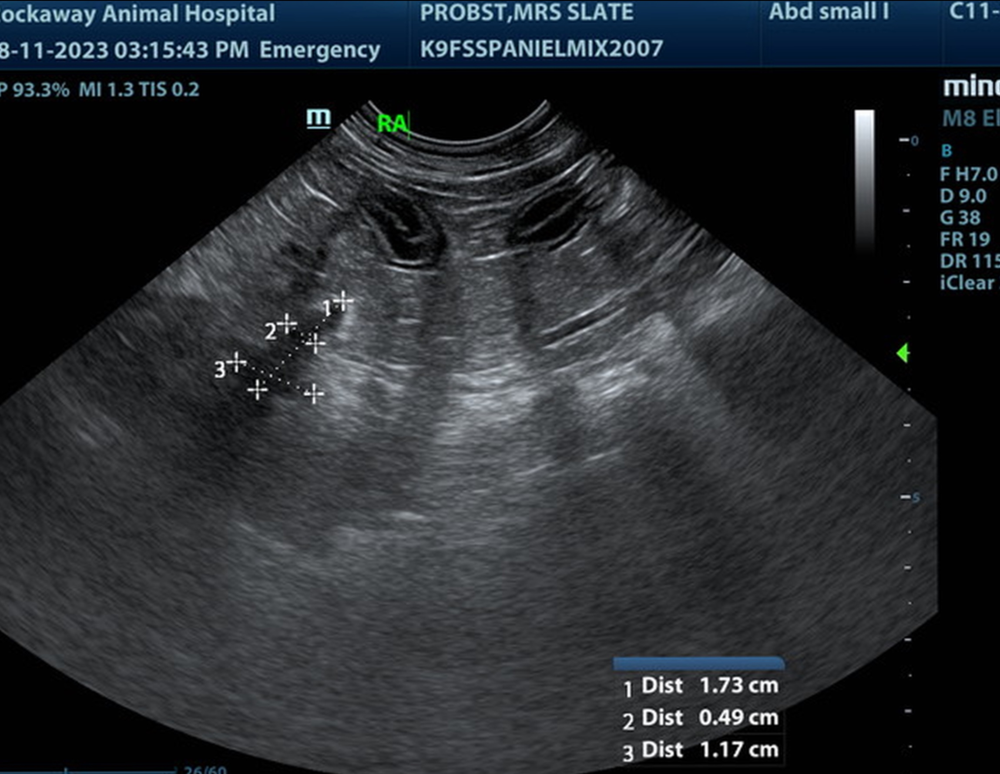 ockaway Animal Hospital
PROBST,MRS SLATE
Abd small I
C11-
8-11-2023 03:15:43 PM Emergency
K9FSSPANIELMIX2007
P 93.3% MI 1.3 TIS 0.2
m
RA
0
B
F H7.0
D 9.0
G 38
FR 19
DR 115
iClear
1
2
3
5
1 Dist 1.73 cm
2 Dist 0.49 cm
3 Dist 1.17 cm
26/60